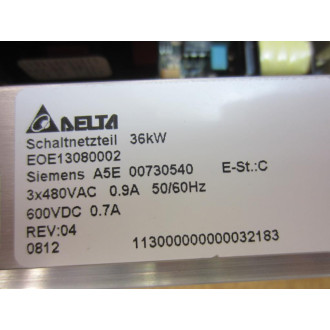 DELTA
Schaltnetzteil 36kW
EOE13080002
Siemens A5E 00730540 E-St.:C
3x480VAC 0.9A 50/60Hz
600VDC 0.7A
REV:04
0812 113000000000032183